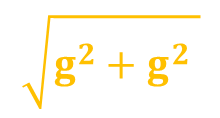 √(g² + g²)